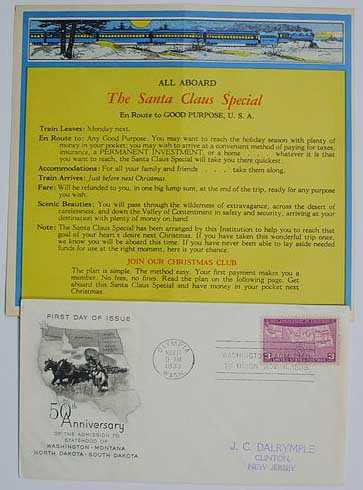 ALL ABOARD
The Santa Claus Special
En Route to GOOD PURPOSE, U. S. A.
Train Leaves: Monday next.
En Route to: Any Good Purpose. You may want to reach the holiday season with plenty of
money in your pocket; you may wish to arrive at a convenient method of paying for taxes,
insurance, a PERMANENT INVESTMENT, or a home . . . . whatever it is that
you want to reach, the Santa Claus Special will take you there quickest.
Accommodations: For all your family and friends . . . . take them along.
Train Arrives: Just before next Christmas.
Fare: Will be refunded to you, in one big lump sum, at the end of the trip, ready for any purpose
you wish.
Scenic Beauties: You will pass through the wilderness of extravagance, across the desert of
carelessness, and down the Valley of Contentment in safety and security, arriving at your
destination with plenty of money on hand.
Note: The Santa Claus Special has been arranged by this Institution to help you to reach that
goal of your heart's desire next Christmas. If you have taken this wonderful trip once,
we know you will be aboard this time. If you have never been able to lay aside needed
funds for use at the right moment, here is your chance.
JOIN OUR CHRISTMAS CLUB
The plan is simple. The method easy. Your first payment makes you a
member. No fees, no fines. Read the plan on the following page. Get
aboard this Santa Claus Special and have money in your pocket next
Christmas.
FIRST DAY OF ISSUE
50th
Anniversary
OF THE ADMISSION TO
STATEHOOD OF
WASHINGTON - MONTANA
NORTH DAKOTA - SOUTH DAKOTA
OLYMPIA
NOV 11
1939
WASH.
WASHINGTON
3
J. C. DALRYMPLE
CLINTON,
NEW JERSEY